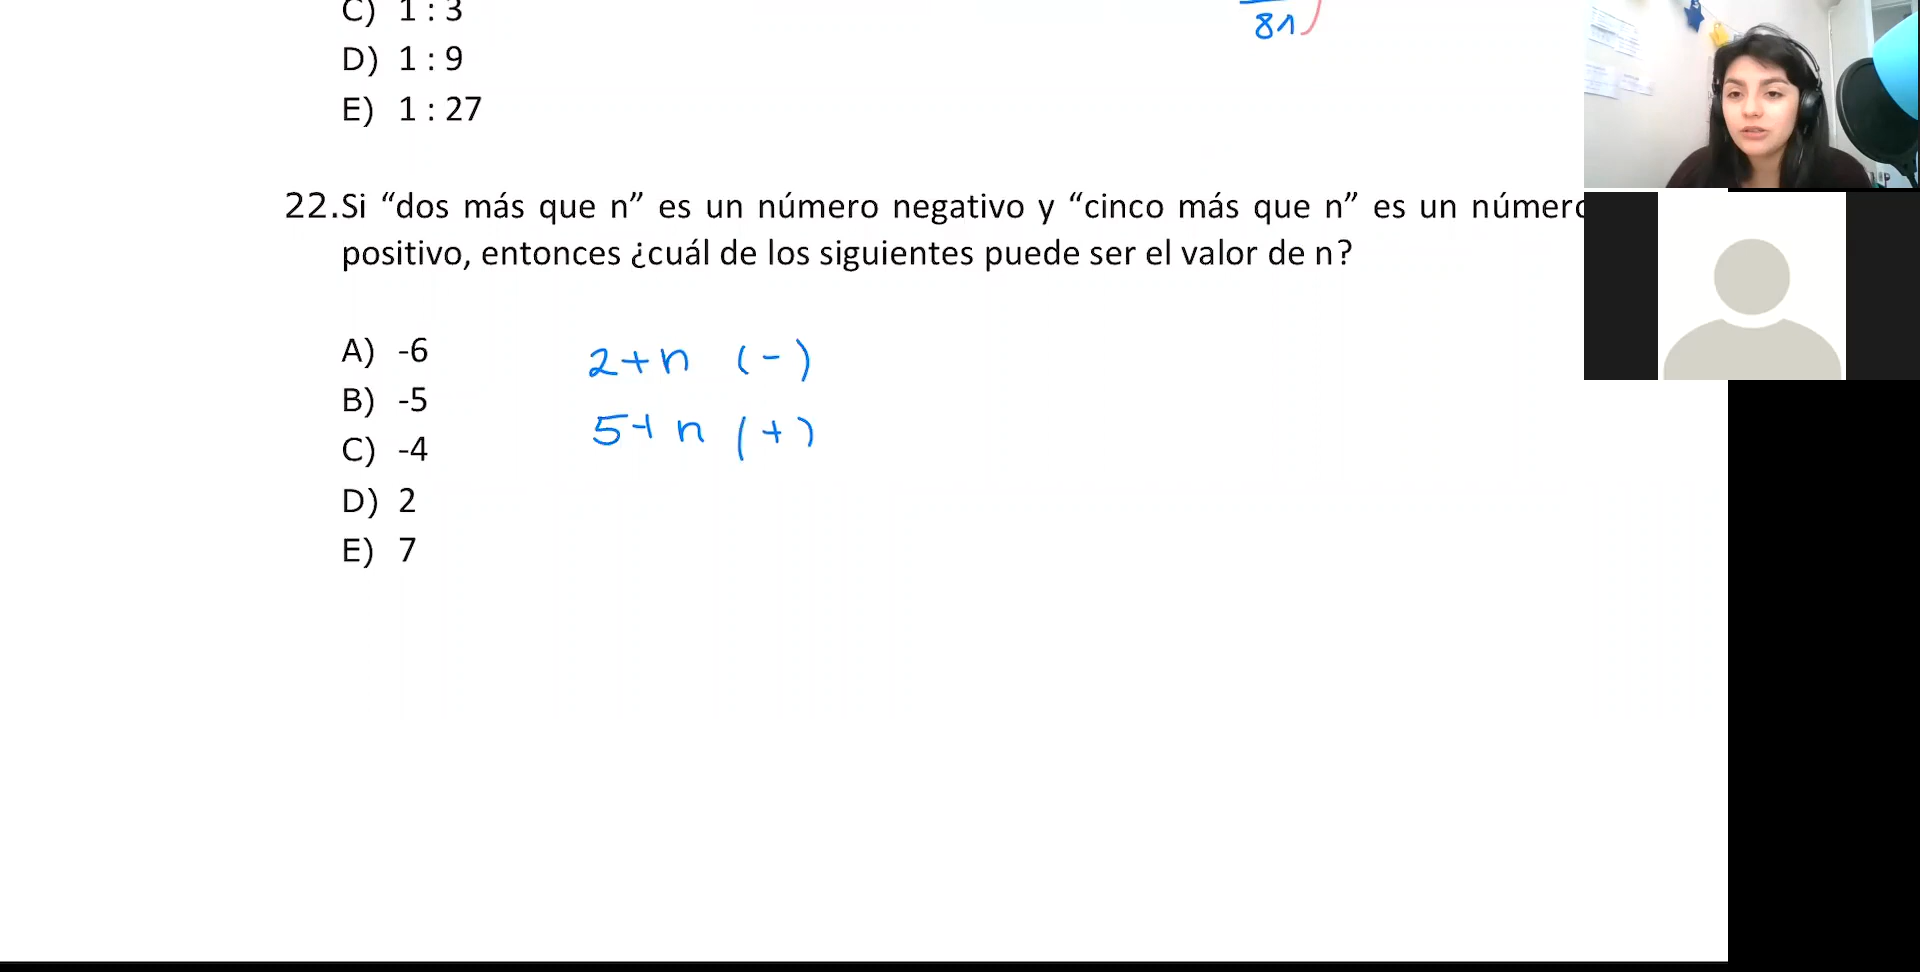 C) 1 : 3
81
D) 1 : 9
E) 1 : 27
22.Si “dos más que n” es un número negativo y “cinco más que n” es un número
positivo, entonces ¿cuál de los siguientes puede ser el valor de n?
A) -6
2+n (-)
B) -5
5+n (+)
C) -4
D) 2
E) 7